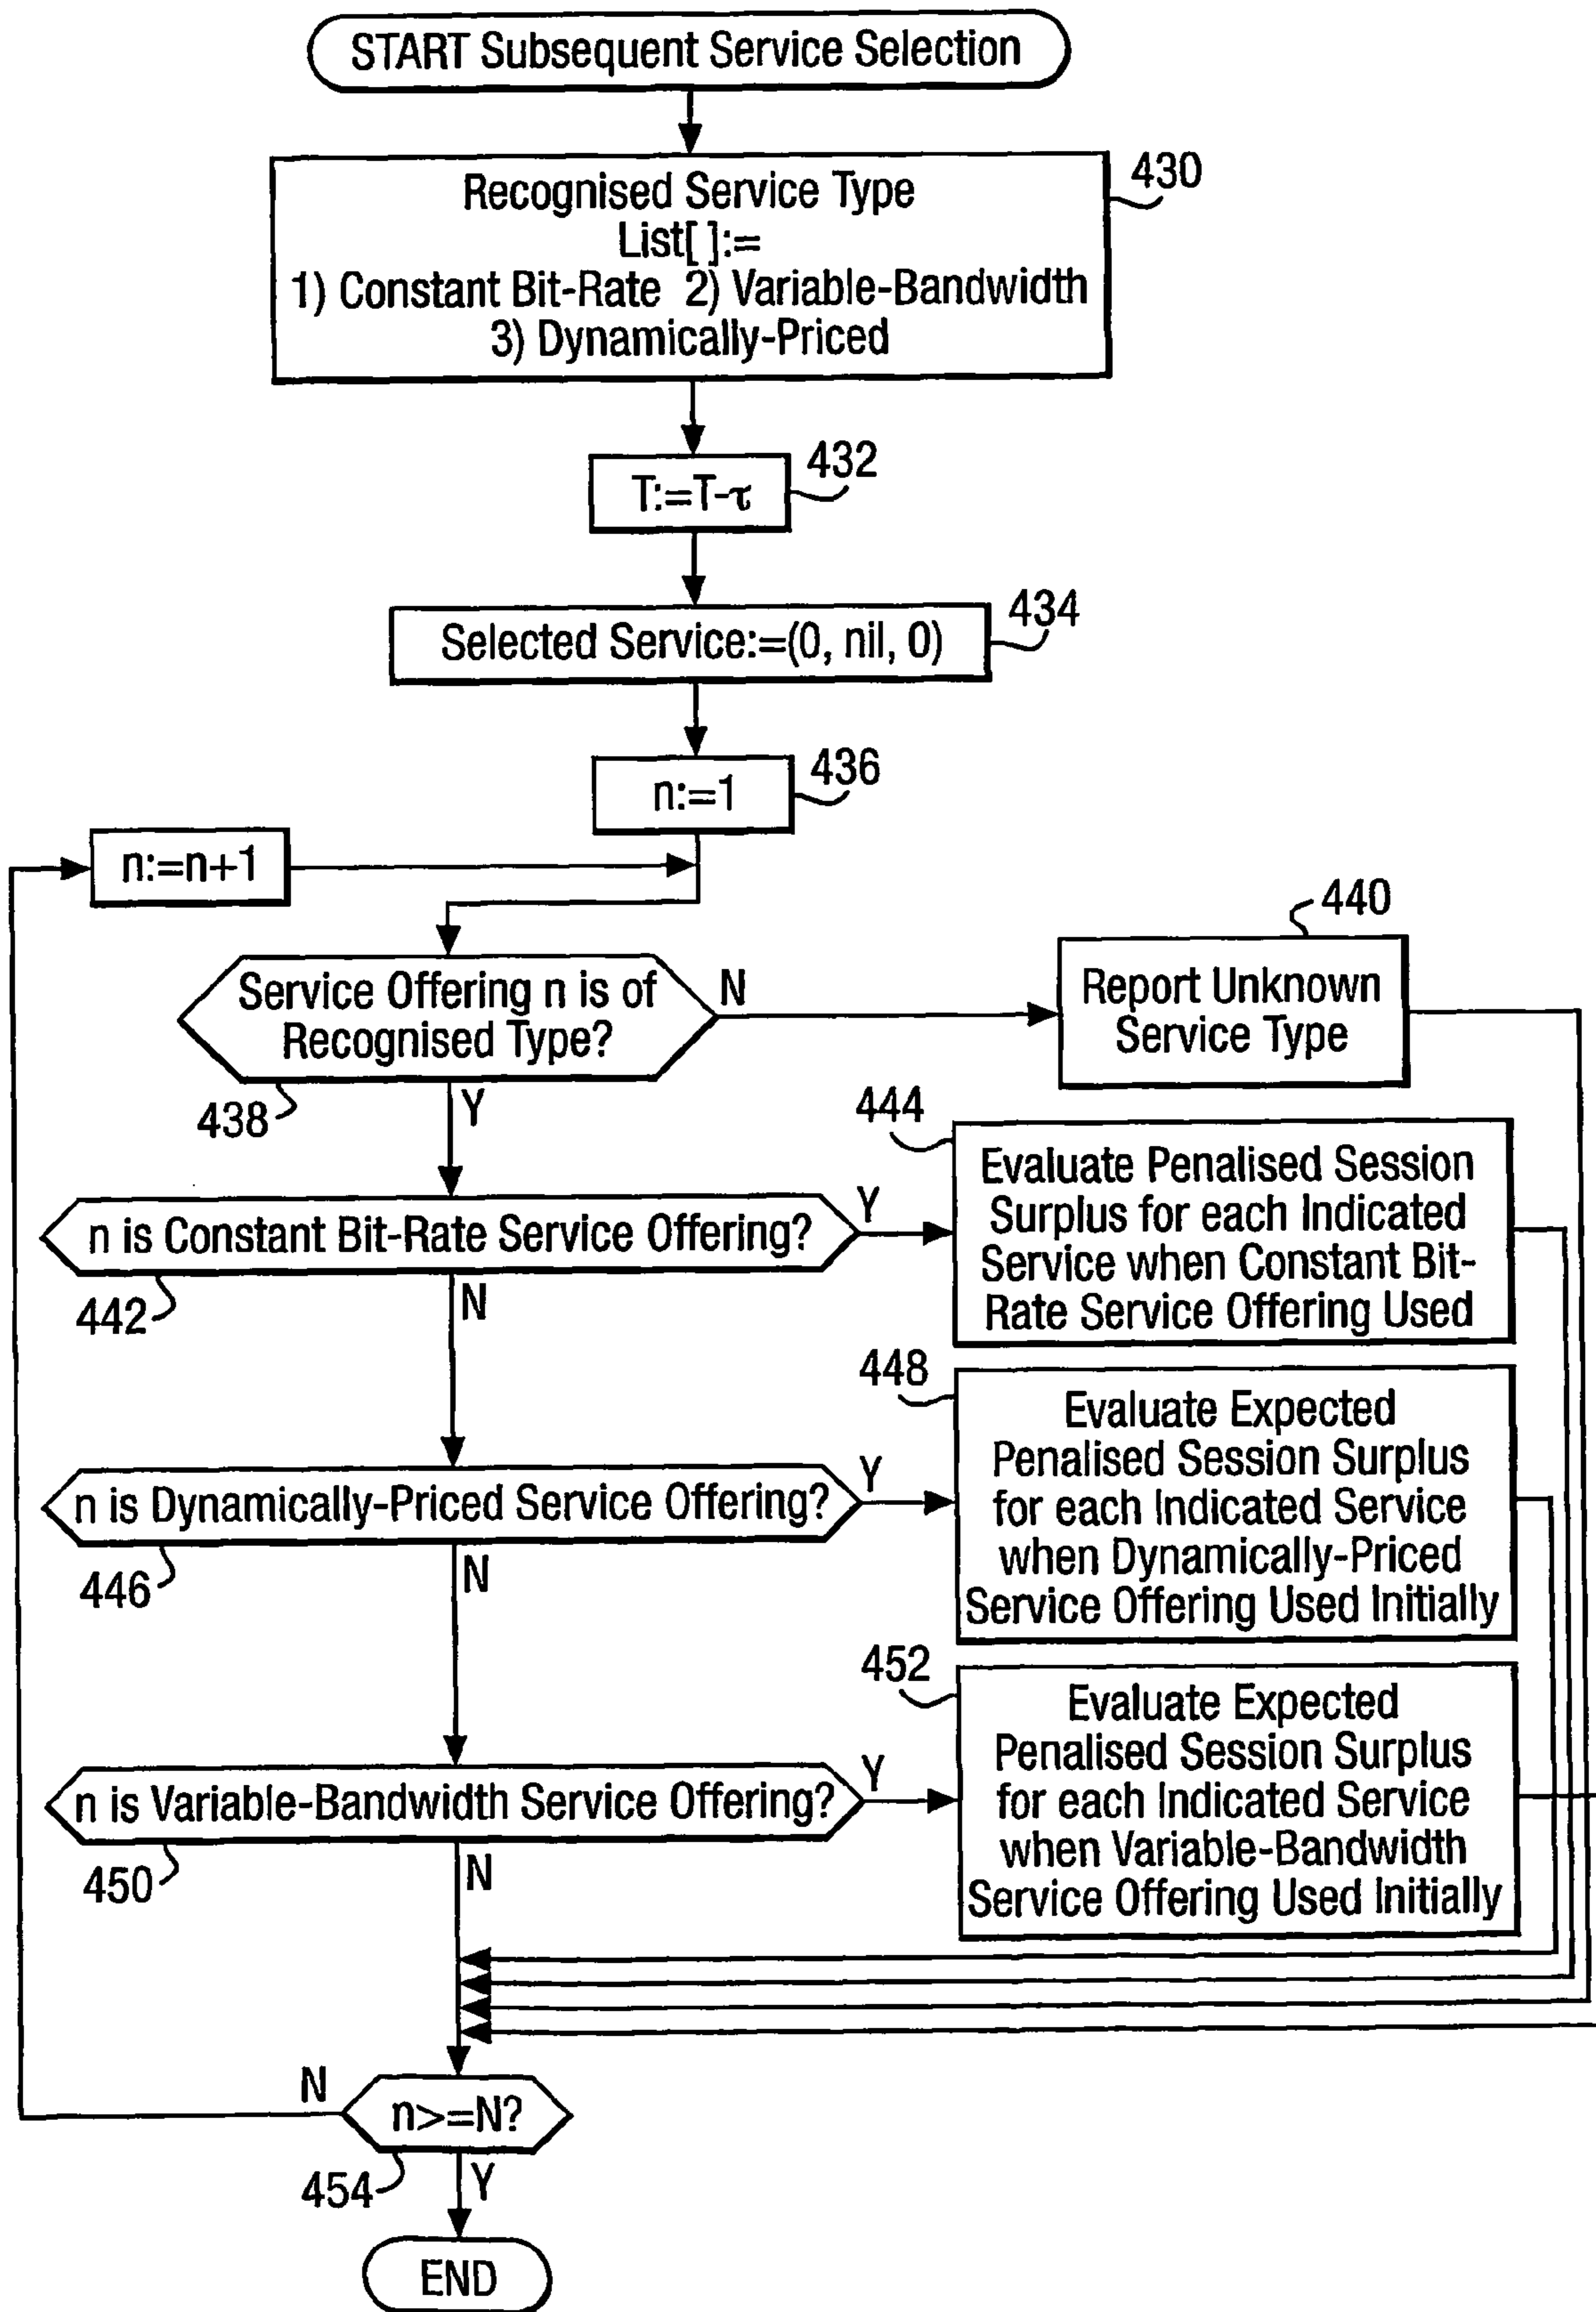 START Subsequent Service Selection
Recognised Service Type
List[ ]:=
1) Constant Bit-Rate 2) Variable-Bandwidth
3) Dynamically-Priced
430
T:=T-τ
432
Selected Service:=(0, nil, 0)
434
n:=1
436
n:=n+1
Service Offering n is of
Recognised Type?
N
438
Y
440
Report Unknown
Service Type
n is Constant Bit-Rate Service Offering?
Y
442
N
444
Evaluate Penalised Session
Surplus for each Indicated
Service when Constant Bit-
Rate Service Offering Used
n is Dynamically-Priced Service Offering?
Y
446
N
448
Evaluate Expected
Penalised Session Surplus
for each Indicated Service
when Dynamically-Priced
Service Offering Used Initially
n is Variable-Bandwidth Service Offering?
Y
450
N
452
Evaluate Expected
Penalised Session Surplus
for each Indicated Service
when Variable-Bandwidth
Service Offering Used Initially
N
n>=N?
454
Y
END